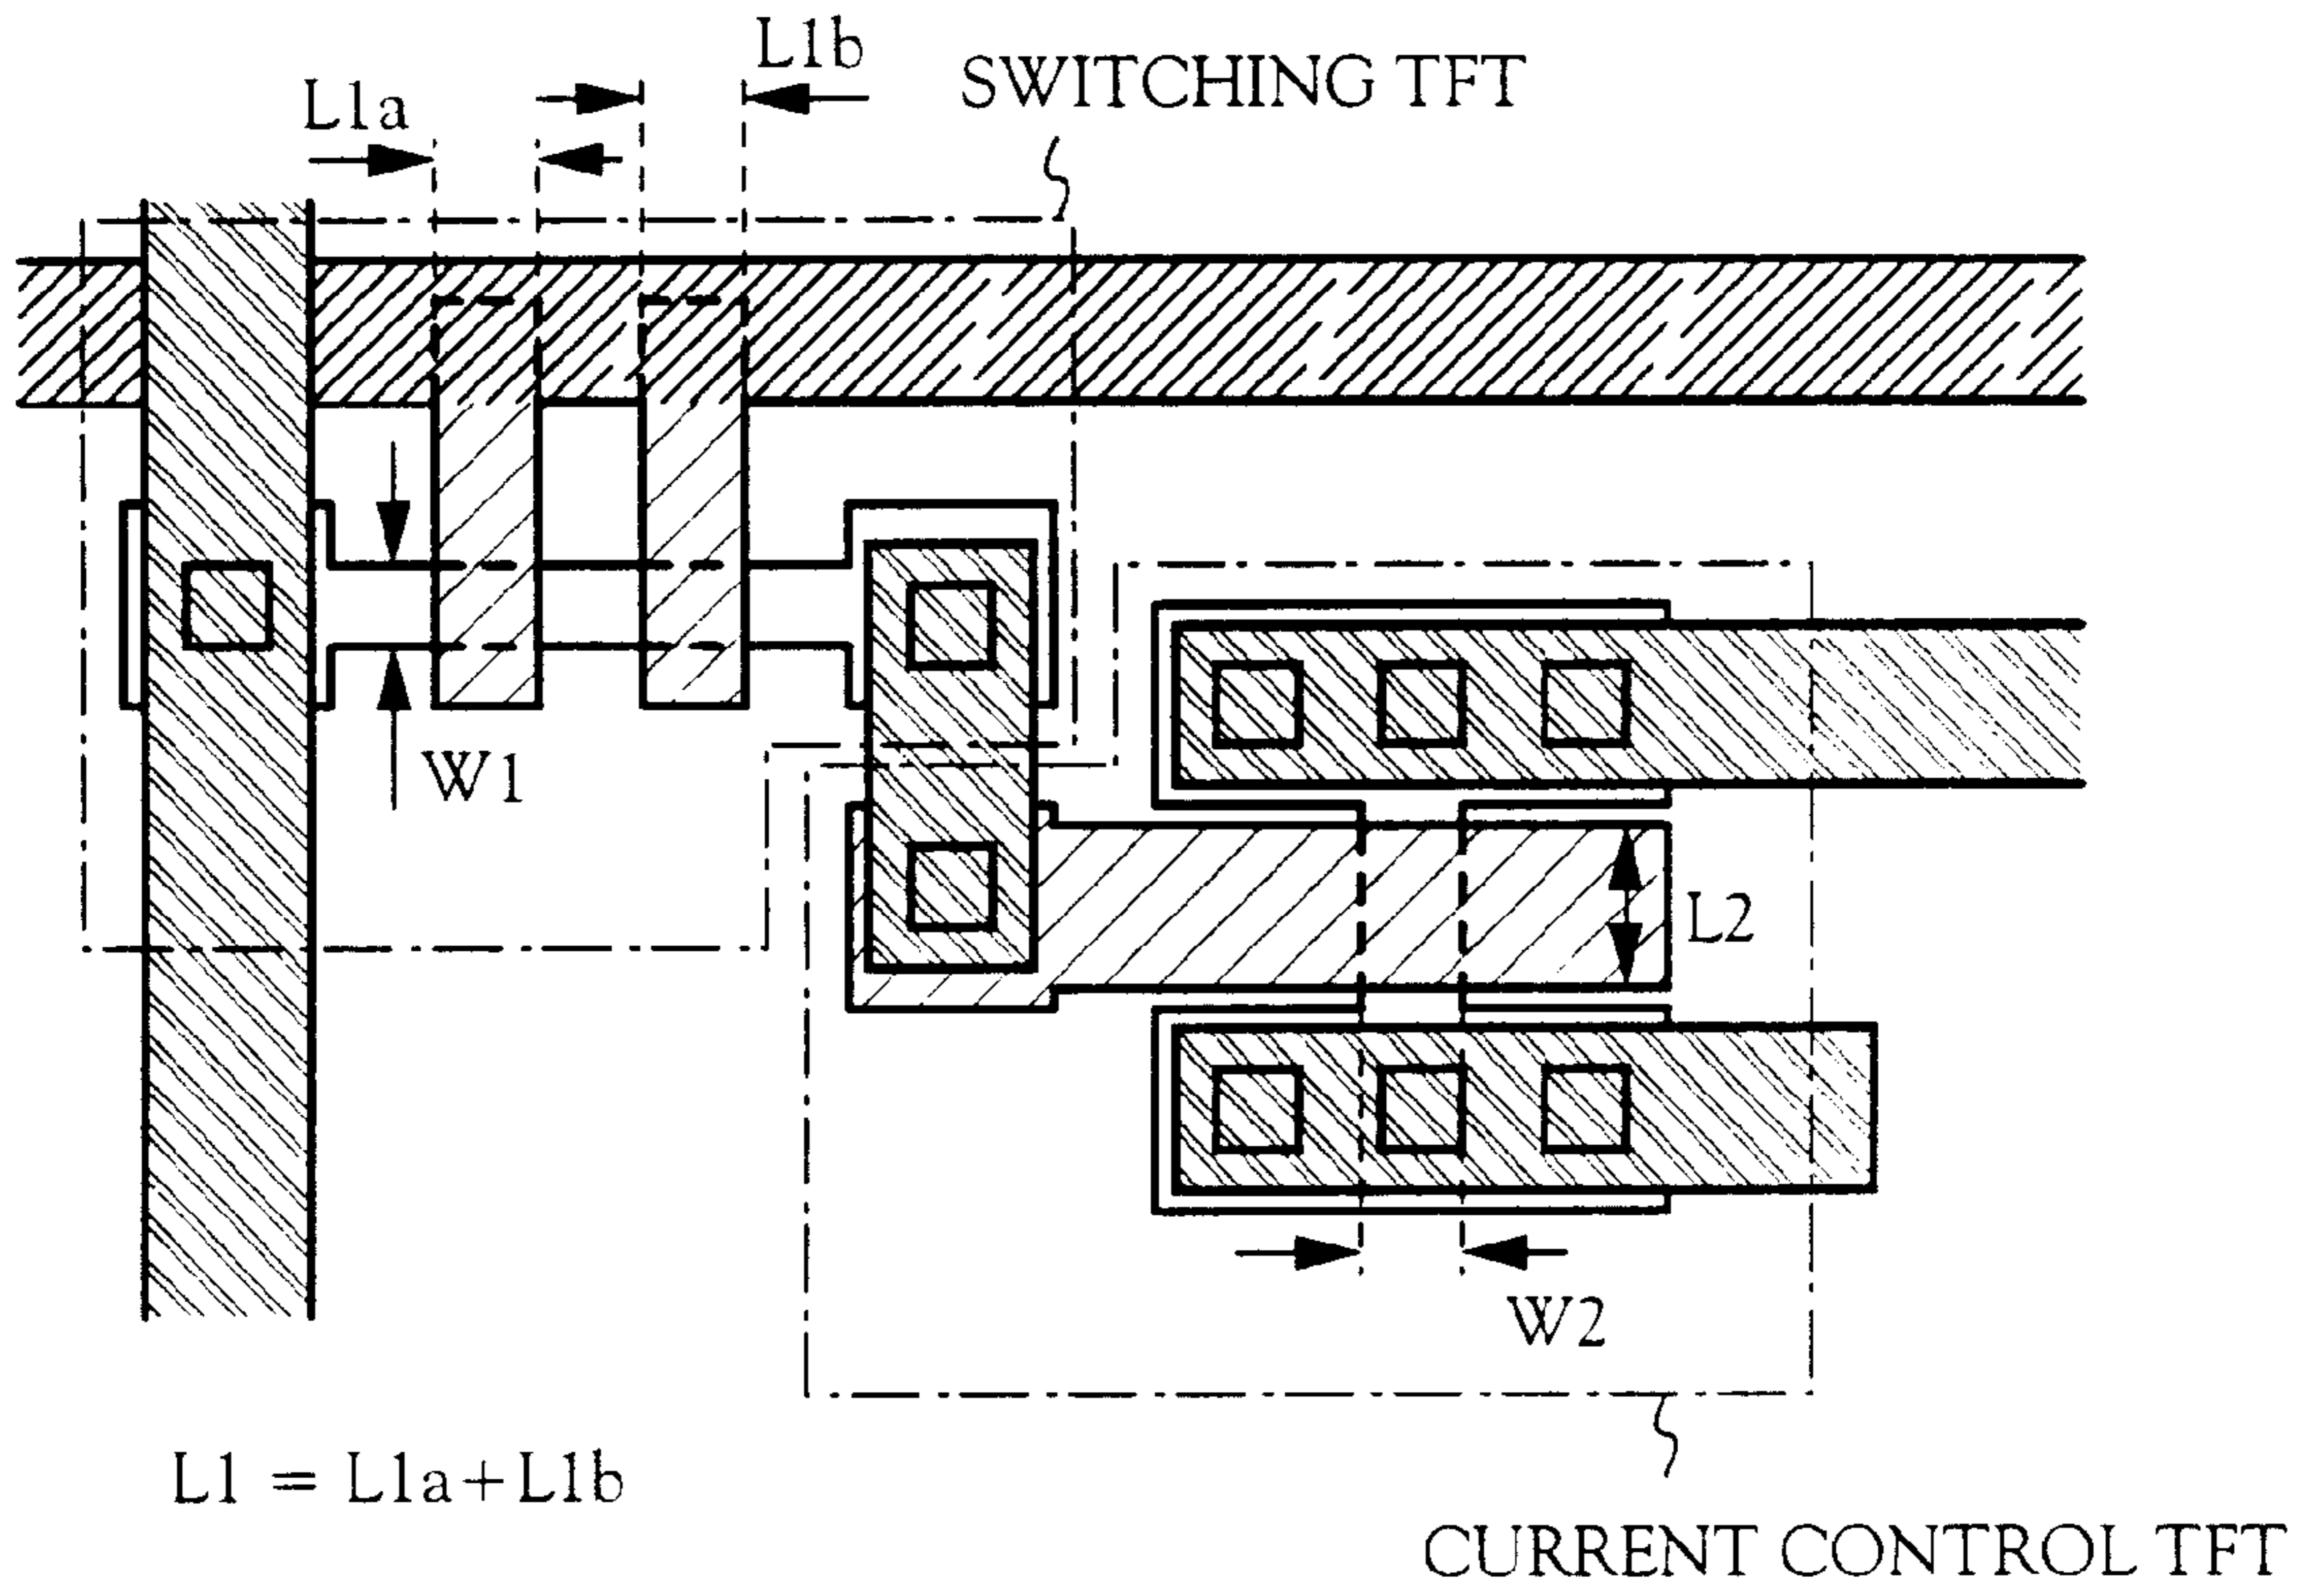 L1b
SWITCHING TFT
L1a
W1
L2
W2
L1 = L1a+L1b
CURRENT CONTROL TFT